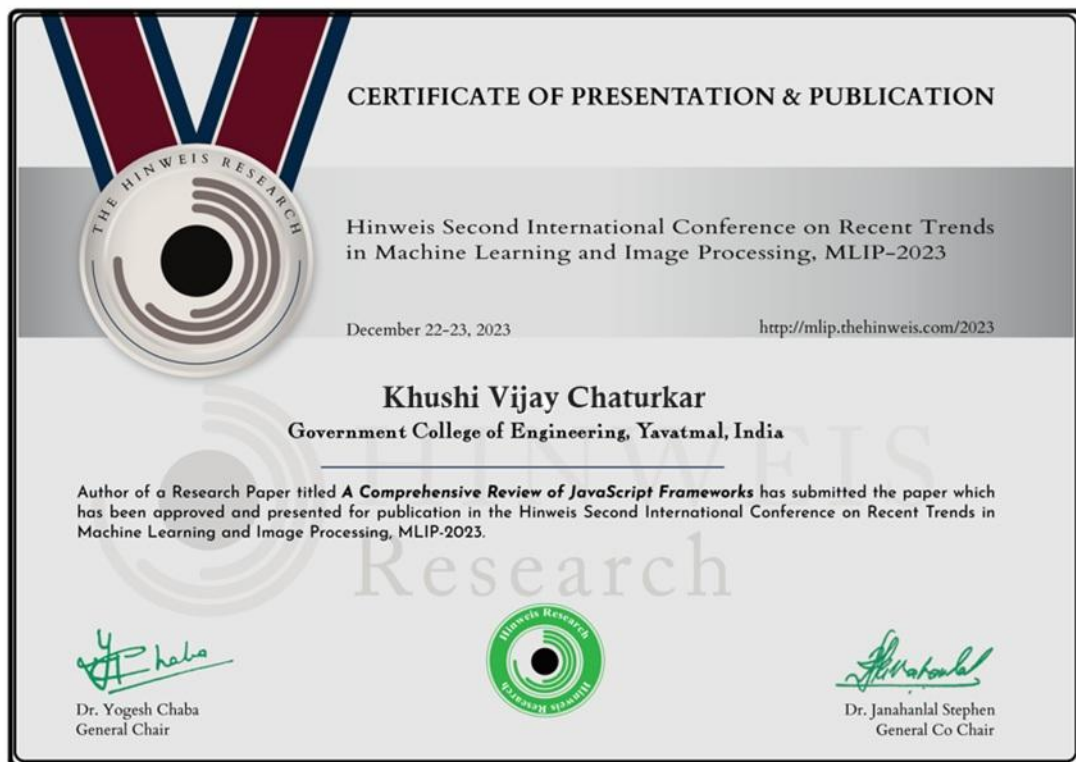 CERTIFICATE OF PRESENTATION & PUBLICATION
THE HINWEIS RESEARCH
Hinweis Second International Conference on Recent Trends
in Machine Learning and Image Processing, MLIP-2023
December 22-23, 2023
http://mlip.thehinweis.com/2023
Khushi Vijay Chaturkar
Government College of Engineering, Yavatmal, India
HINWEIS
Author of a Research Paper titled A Comprehensive Review of JavaScript Frameworks has submitted the paper which
has been approved and presented for publication in the Hinweis Second International Conference on Recent Trends in
Machine Learning and Image Processing, MLIP-2023.
Research
Hinweis Research
Hinweis Research
Dr. Yogesh Chaba
General Chair
Dr. Janahanlal Stephen
General Co Chair